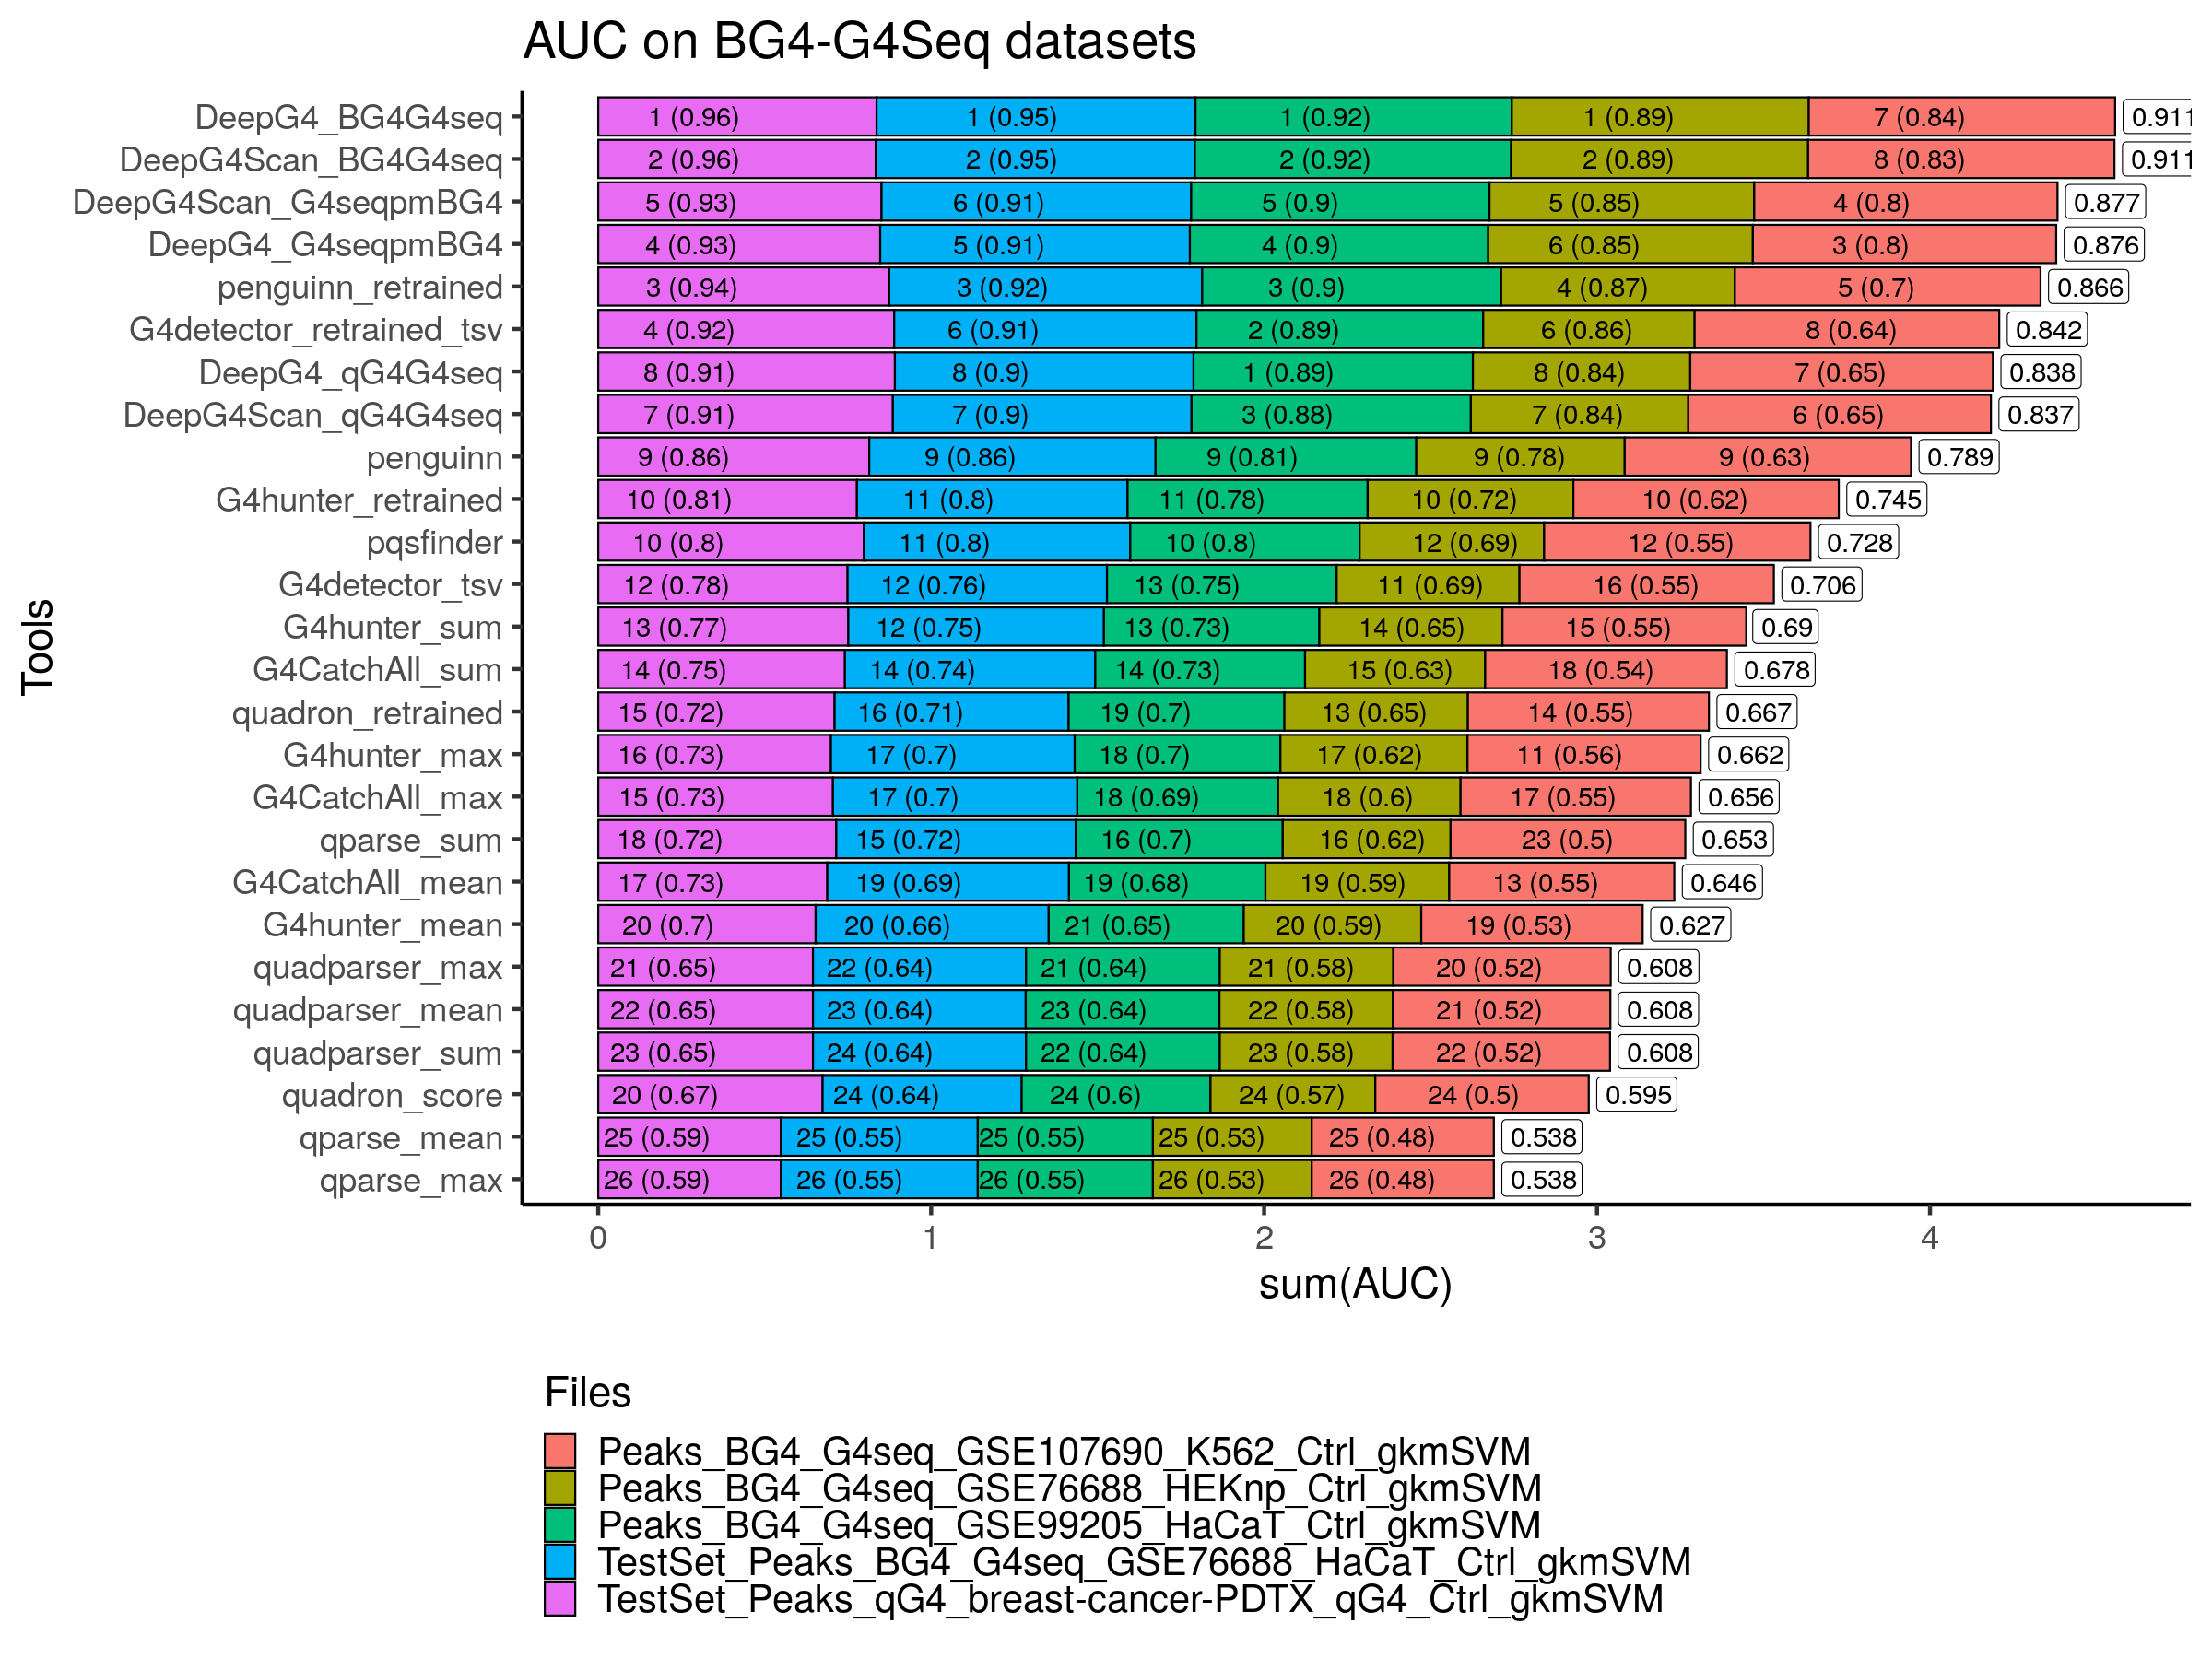 AUC on BG4-G4Seq datasets
DeepG4_BG4G4seq 1 (0.96) 1 (0.95) 1 (0.92) 1 (0.89) 7 (0.84) 0.911
DeepG4Scan_BG4G4seq 2 (0.96) 2 (0.95) 2 (0.92) 2 (0.89) 8 (0.83) 0.911
DeepG4Scan_G4seqpmBG4 5 (0.93) 6 (0.91) 5 (0.9) 5 (0.85) 4 (0.8) 0.877
DeepG4_G4seqpmBG4 4 (0.93) 5 (0.91) 4 (0.9) 6 (0.85) 3 (0.8) 0.876
penguinn_retrained 3 (0.94) 3 (0.92) 3 (0.9) 4 (0.87) 5 (0.7) 0.866
G4detector_retrained_tsv 4 (0.92) 6 (0.91) 2 (0.89) 6 (0.86) 8 (0.64) 0.842
DeepG4_qG4G4seq 8 (0.91) 8 (0.9) 1 (0.89) 8 (0.84) 7 (0.65) 0.838
DeepG4Scan_qG4G4seq 7 (0.91) 7 (0.9) 3 (0.88) 7 (0.84) 6 (0.65) 0.837
penguinn 9 (0.86) 9 (0.86) 9 (0.81) 9 (0.78) 9 (0.63) 0.789
G4hunter_retrained 10 (0.81) 11 (0.8) 11 (0.78) 10 (0.72) 10 (0.62) 0.745
pqsfinder 10 (0.8) 11 (0.8) 10 (0.8) 12 (0.69) 12 (0.55) 0.728
G4detector_tsv 12 (0.78) 12 (0.76) 13 (0.75) 11 (0.69) 16 (0.55) 0.706
G4hunter_sum 13 (0.77) 12 (0.75) 13 (0.73) 14 (0.65) 15 (0.55) 0.69
G4CatchAll_sum 14 (0.75) 14 (0.74) 14 (0.73) 15 (0.63) 18 (0.54) 0.678
quadron_retrained 15 (0.72) 16 (0.71) 19 (0.7) 13 (0.65) 14 (0.55) 0.667
G4hunter_max 16 (0.73) 17 (0.7) 18 (0.7) 17 (0.62) 11 (0.56) 0.662
G4CatchAll_max 15 (0.73) 17 (0.7) 18 (0.69) 18 (0.6) 17 (0.55) 0.656
qparse_sum 18 (0.72) 15 (0.72) 16 (0.7) 16 (0.62) 23 (0.5) 0.653
G4CatchAll_mean 17 (0.73) 19 (0.69) 19 (0.68) 19 (0.59) 13 (0.55) 0.646
G4hunter_mean 20 (0.7) 20 (0.66) 21 (0.65) 20 (0.59) 19 (0.53) 0.627
quadparser_max 21 (0.65) 22 (0.64) 21 (0.64) 21 (0.58) 20 (0.52) 0.608
quadparser_mean 22 (0.65) 23 (0.64) 23 (0.64) 22 (0.58) 21 (0.52) 0.608
quadparser_sum 23 (0.65) 24 (0.64) 22 (0.64) 23 (0.58) 22 (0.52) 0.608
quadron_score 20 (0.67) 24 (0.64) 24 (0.6) 24 (0.57) 24 (0.5) 0.595
qparse_mean 25 (0.59) 25 (0.55) 25 (0.55) 25 (0.53) 25 (0.48) 0.538
qparse_max 26 (0.59) 26 (0.55) 26 (0.55) 26 (0.53) 26 (0.48) 0.538
Tools
0 1 2 3 4
sum(AUC)
Files
Peaks_BG4_G4seq_GSE107690_K562_Ctrl_gkmSVM
Peaks_BG4_G4seq_GSE76688_HEKnp_Ctrl_gkmSVM
Peaks_BG4_G4seq_GSE99205_HaCaT_Ctrl_gkmSVM
TestSet_Peaks_BG4_G4seq_GSE76688_HaCaT_Ctrl_gkmSVM
TestSet_Peaks_qG4_breast-cancer-PDTX_qG4_Ctrl_gkmSVM